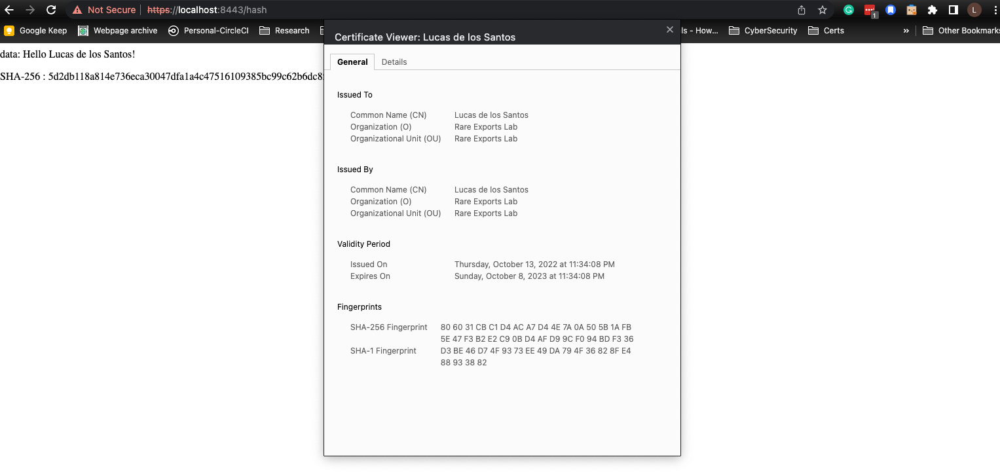 Not Secure https://localhost:8443/hash 1 L
Google Keep Webpage archive Personal-CircleCI Research ls - How... CyberSecurity Certs » Other Bookmarks
Certificate Viewer: Lucas de los Santos
data: Hello Lucas de los Santos!
General Details
SHA-256 : 5d2db118a814e736eca30047dfa1a4c47516109385bc99c62b6dc8
Issued To
Common Name (CN) Lucas de los Santos
Organization (O) Rare Exports Lab
Organizational Unit (OU) Rare Exports Lab
Issued By
Common Name (CN) Lucas de los Santos
Organization (O) Rare Exports Lab
Organizational Unit (OU) Rare Exports Lab
Validity Period
Issued On Thursday, October 13, 2022 at 11:34:08 PM
Expires On Sunday, October 8, 2023 at 11:34:08 PM
Fingerprints
SHA-256 Fingerprint 80 60 31 CB C1 D4 AC A7 D4 4E 7A 0A 50 5B 1A FB
5E 47 F3 B2 E2 C9 0B D4 AF D9 9C F0 94 BD F3 36
SHA-1 Fingerprint D3 BE 46 D7 4F 93 73 EE 49 DA 79 4F 36 82 8F E4
88 93 38 82